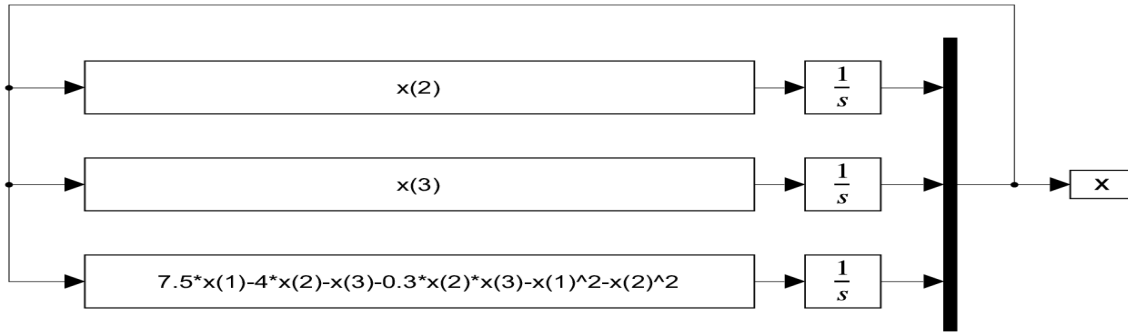 x(2)
1
s
x(3)
1
s
x
7.5*x(1)-4*x(2)-x(3)-0.3*x(2)*x(3)-x(1)^2-x(2)^2
1
s